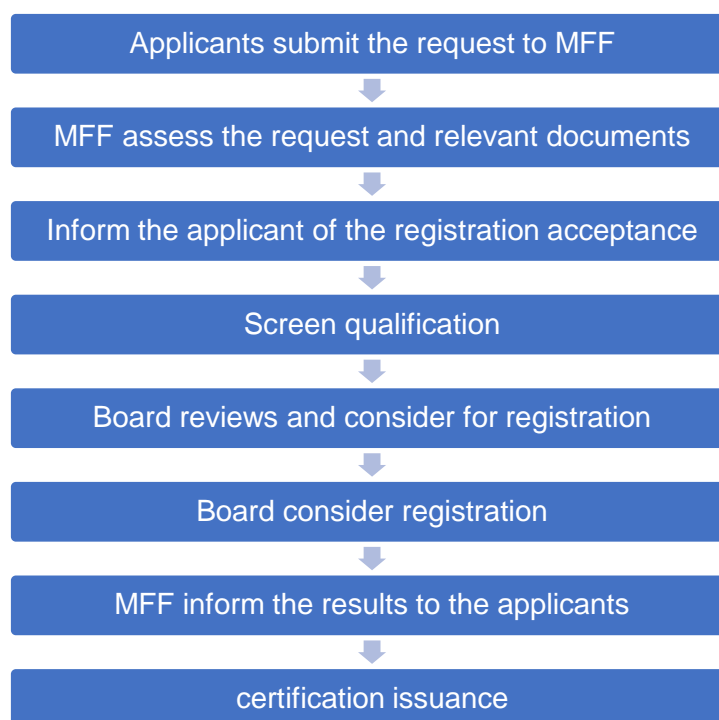 Applicants submit the request to MFF
MFF assess the request and relevant documents
Inform the applicant of the registration acceptance
Screen qualification
Board reviews and consider for registration
Board consider registration
MFF inform the results to the applicants
certification issuance